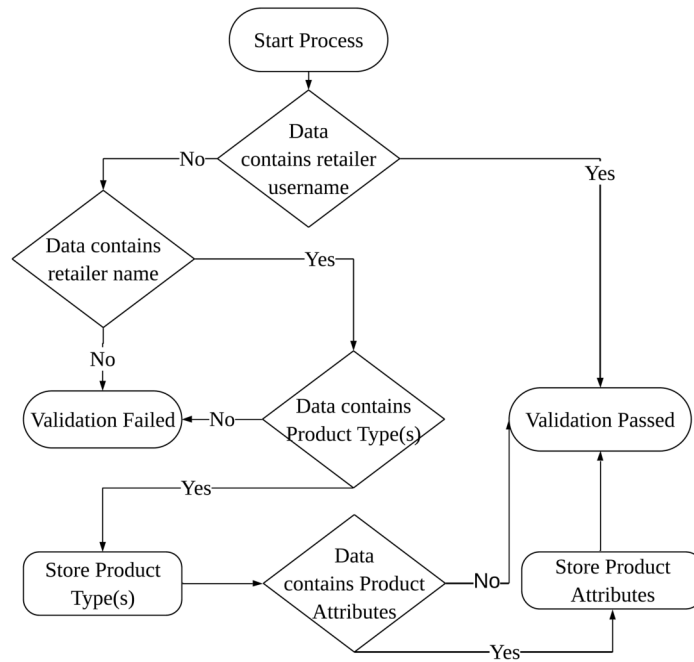 Start Process
Data
contains retailer
username
No
Yes
Data contains
retailer name
Yes
No
Validation Failed
No
Data contains
Product Type(s)
Validation Passed
Yes
Store Product
Type(s)
Data
contains Product
Attributes
No
Store Product
Attributes
Yes